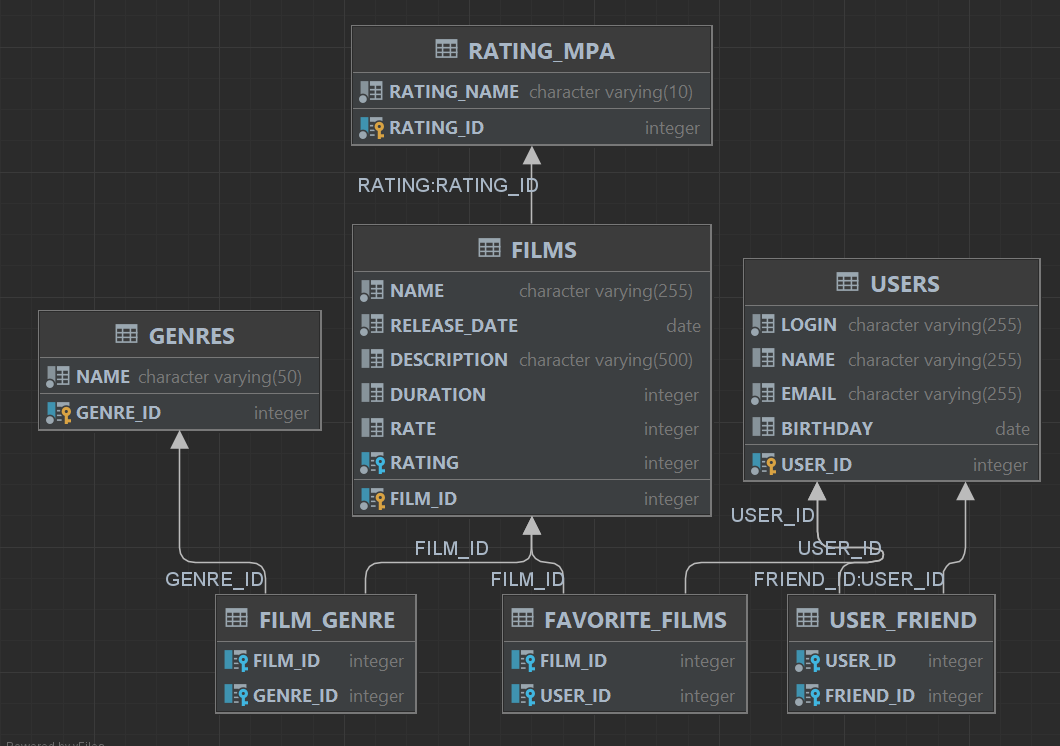 RATING_MPA
RATING_NAME character varying(10)
RATING_ID integer
RATING:RATING_ID
FILMS
NAME character varying(255)
RELEASE_DATE date
DESCRIPTION character varying(500)
DURATION integer
RATE integer
RATING integer
FILM_ID integer
USERS
LOGIN character varying(255)
NAME character varying(255)
EMAIL character varying(255)
BIRTHDAY date
USER_ID integer
GENRES
NAME character varying(50)
GENRE_ID integer
USER_ID
FILM_ID
USER_ID
GENRE_ID
FILM_ID
FRIEND_ID:USER_ID
FILM_GENRE
FILM_ID integer
GENRE_ID integer
FAVORITE_FILMS
FILM_ID integer
USER_ID integer
USER_FRIEND
USER_ID integer
FRIEND_ID integer
Powered by yFiles